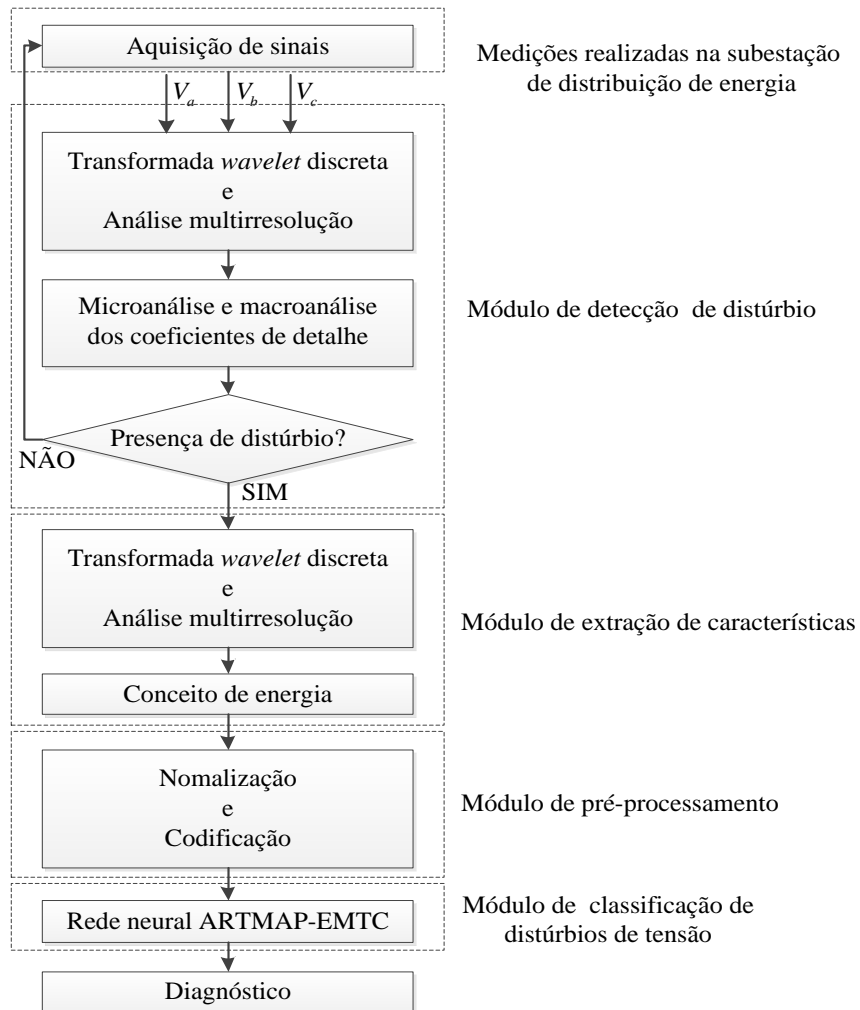 Aquisição de sinais
Medições realizadas na subestação
de distribuição de energia
Va
Vb
Vc
Transformada wavelet discreta
e
Análise multirresolução
Microanálise e macroanálise
dos coeficientes de detalhe
Módulo de detecção de distúrbio
Presença de distúrbio?
NÃO
SIM
Transformada wavelet discreta
e
Análise multirresolução
Módulo de extração de características
Conceito de energia
Nomalização
e
Codificação
Módulo de pré-processamento
Rede neural ARTMAP-EMTC
Módulo de classificação de
distúrbios de tensão
Diagnóstico